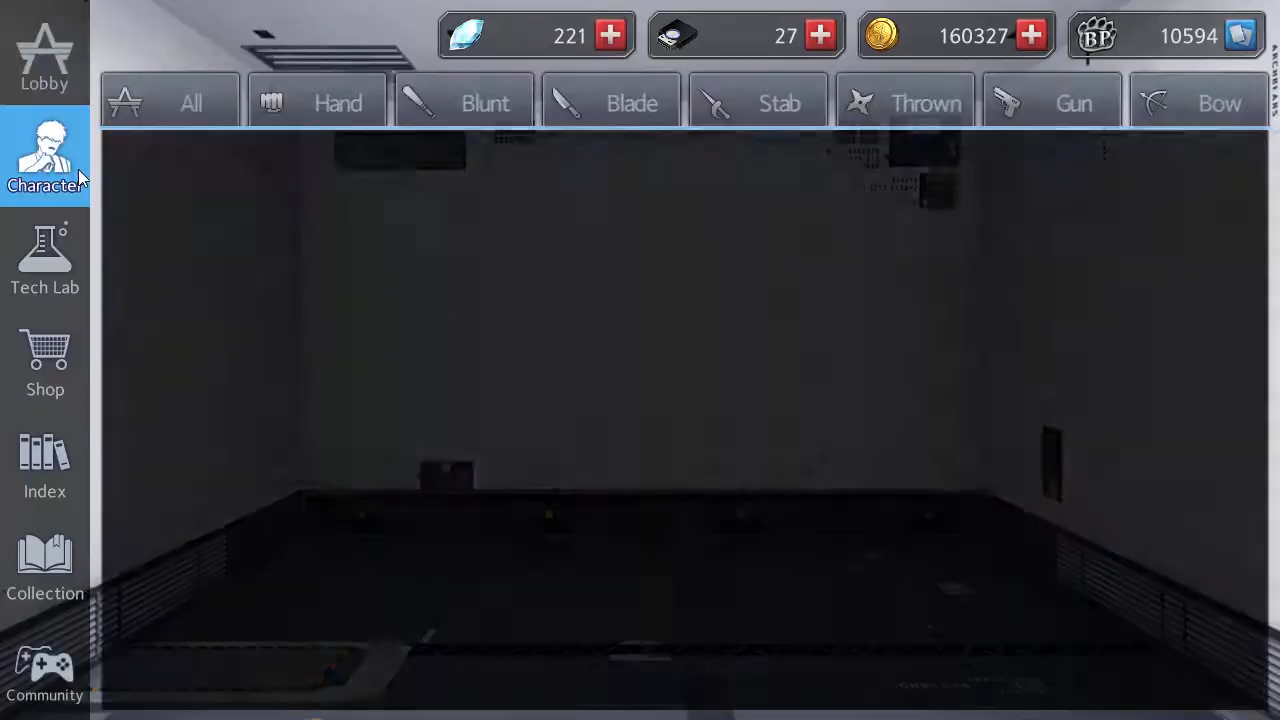 221
27
160327
BP 10594
Lobby
All
Hand
Blunt
Blade
Stab
Thrown
Gun
Bow
Character
Tech Lab
Shop
Index
Collection
Community